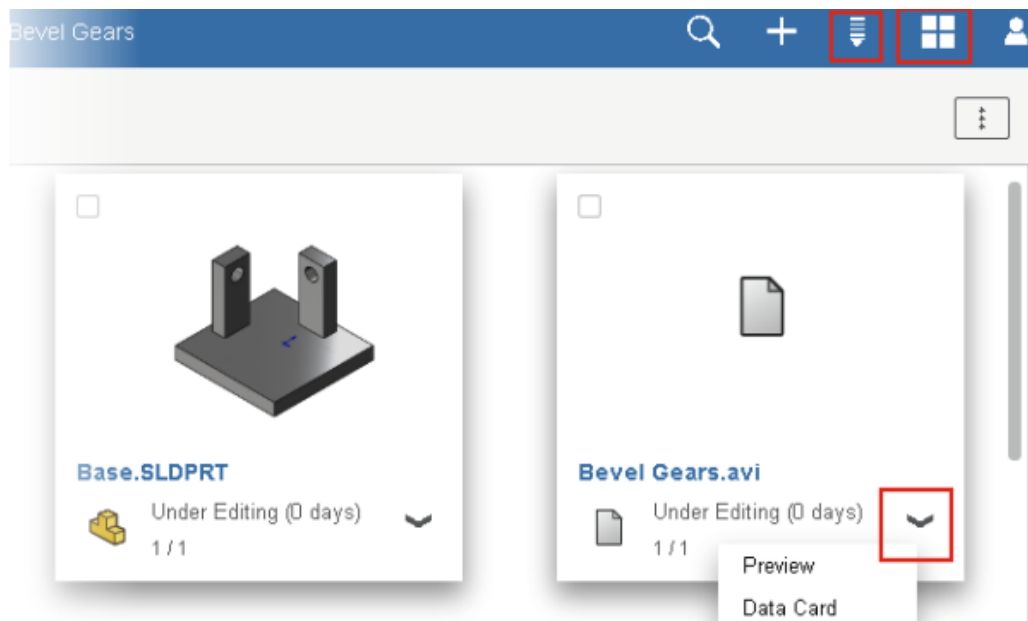 Bevel Gears
Base.SLDPRT
Under Editing (0 days)
1 / 1
Bevel Gears.avi
Under Editing (0 days)
1 / 1
Preview
Data Card